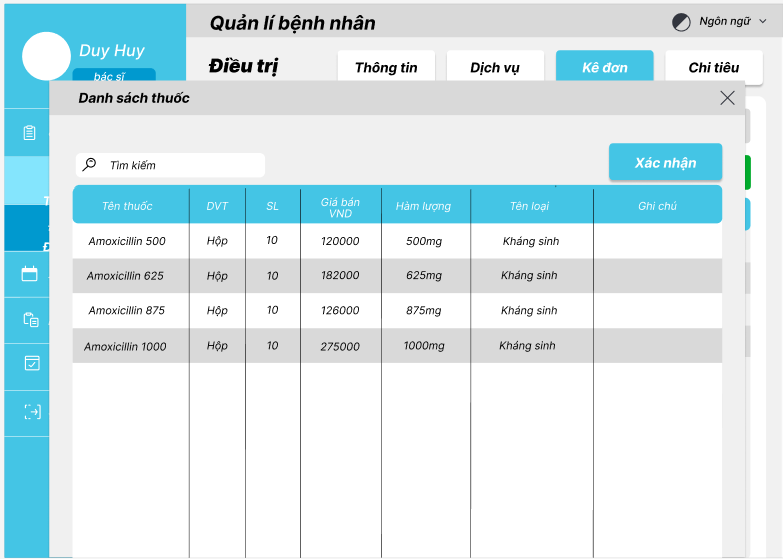 Quản lí bệnh nhân
Ngôn ngữ
Duy Huy
bác sĩ
Điều trị
Thông tin
Dịch vụ
Kê đơn
Chi tiêu
Danh sách thuốc
Tìm kiếm
Xác nhận
Tên thuốc DVT SL Giá bán VND Hàm lượng Tên loại Ghi chú
Amoxicillin 500 Hộp 10 120000 500mg Kháng sinh
Amoxicillin 625 Hộp 10 182000 625mg Kháng sinh
Amoxicillin 875 Hộp 10 126000 875mg Kháng sinh
Amoxicillin 1000 Hộp 10 275000 1000mg Kháng sinh